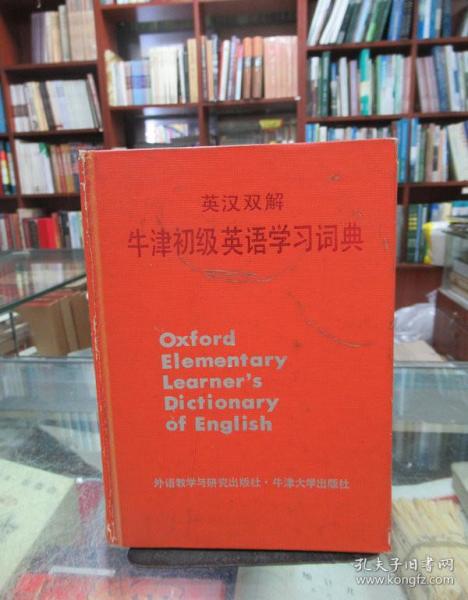 英汉双解
牛津初级英语学习词典
Oxford
Elementary
Learner's
Dictionary
of English
外语教学与研究出版社·牛津大学出版社
孔夫子旧书网
www.kongfz.com